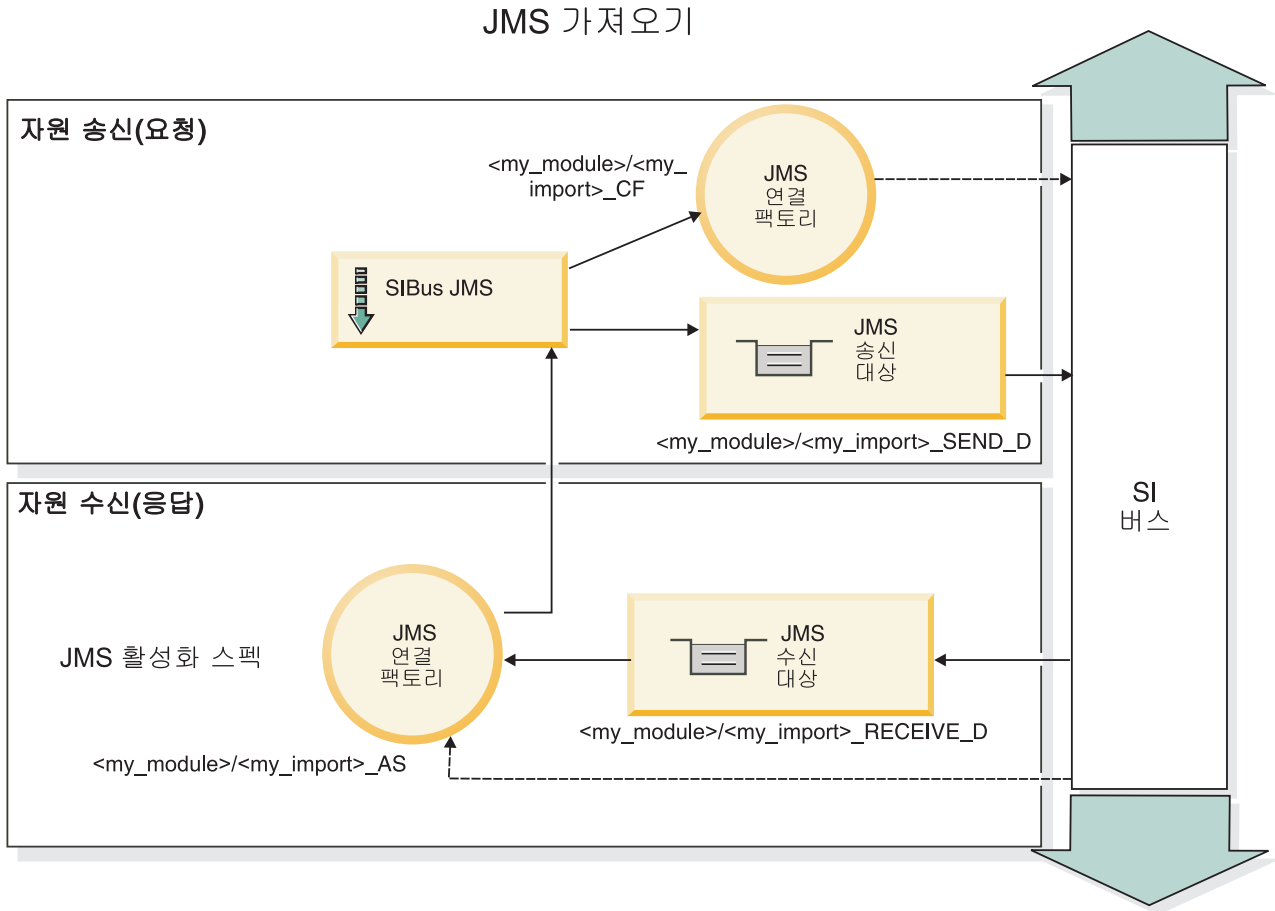 JMS 가져오기
자원 송신(요청)
<my_module>/<my_
import>_CF
JMS
연결
팩토리
SIBus JMS
JMS
송신
대상
<my_module>/<my_import>_SEND_D
SI
버스
자원 수신(응답)
JMS 활성화 스펙
JMS
연결
팩토리
JMS
수신
대상
<my_module>/<my_import>_RECEIVE_D
<my_module>/<my_import>_AS